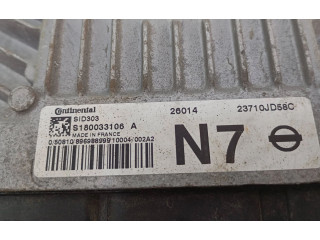 Continental
SID303
S180033106 A
MADE IN FRANCE
26014
23710JD58C
N7